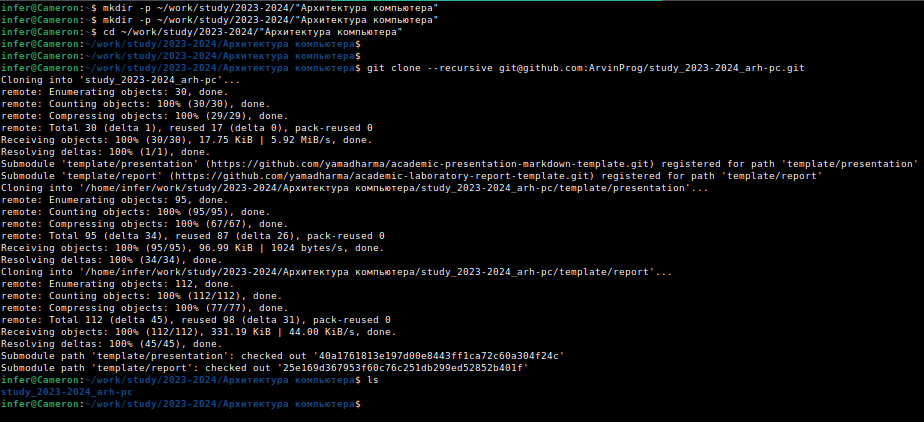 infer@Cameron:~$ mkdir -p ~/work/study/2023-2024/"Архитектура компьютера"
infer@Cameron:~$ mkdir -p ~/work/study/2023-2024/"Архитектура компьютера"
infer@Cameron:~$ cd ~/work/study/2023-2024/"Архитектура компьютера"
infer@Cameron:~/work/study/2023-2024/Архитектура компьютера$
infer@Cameron:~/work/study/2023-2024/Архитектура компьютера$
infer@Cameron:~/work/study/2023-2024/Архитектура компьютера$ git clone --recursive git@github.com:ArvinProg/study_2023-2024_arh-pc.git
Cloning into 'study_2023-2024_arh-pc'...
remote: Enumerating objects: 30, done.
remote: Counting objects: 100% (30/30), done.
remote: Compressing objects: 100% (29/29), done.
remote: Total 30 (delta 1), reused 17 (delta 0), pack-reused 0
Receiving objects: 100% (30/30), 17.75 KiB | 5.92 MiB/s, done.
Resolving deltas: 100% (1/1), done.
Submodule 'template/presentation' (https://github.com/yamadharma/academic-presentation-markdown-template.git) registered for path 'template/presentation'
Submodule 'template/report' (https://github.com/yamadharma/academic-laboratory-report-template.git) registered for path 'template/report'
Cloning into '/home/infer/work/study/2023-2024/Архитектура компьютера/study_2023-2024_arh-pc/template/presentation'...
remote: Enumerating objects: 95, done.
remote: Counting objects: 100% (95/95), done.
remote: Compressing objects: 100% (67/67), done.
remote: Total 95 (delta 34), reused 87 (delta 26), pack-reused 0
Receiving objects: 100% (95/95), 96.99 KiB | 1024 bytes/s, done.
Resolving deltas: 100% (34/34), done.
Cloning into '/home/infer/work/study/2023-2024/Архитектура компьютера/study_2023-2024_arh-pc/template/report'...
remote: Enumerating objects: 112, done.
remote: Counting objects: 100% (112/112), done.
remote: Compressing objects: 100% (77/77), done.
remote: Total 112 (delta 45), reused 98 (delta 31), pack-reused 0
Receiving objects: 100% (112/112), 331.19 KiB | 44.00 KiB/s, done.
Resolving deltas: 100% (45/45), done.
Submodule path 'template/presentation': checked out '40a1761813e197d00e8443ff1ca72c60a304f24c'
Submodule path 'template/report': checked out '25e169d367953f60c76c251db299ed52852b401f'
infer@Cameron:~/work/study/2023-2024/Архитектура компьютера$ ls
study_2023-2024_arh-pc
infer@Cameron:~/work/study/2023-2024/Архитектура компьютера$